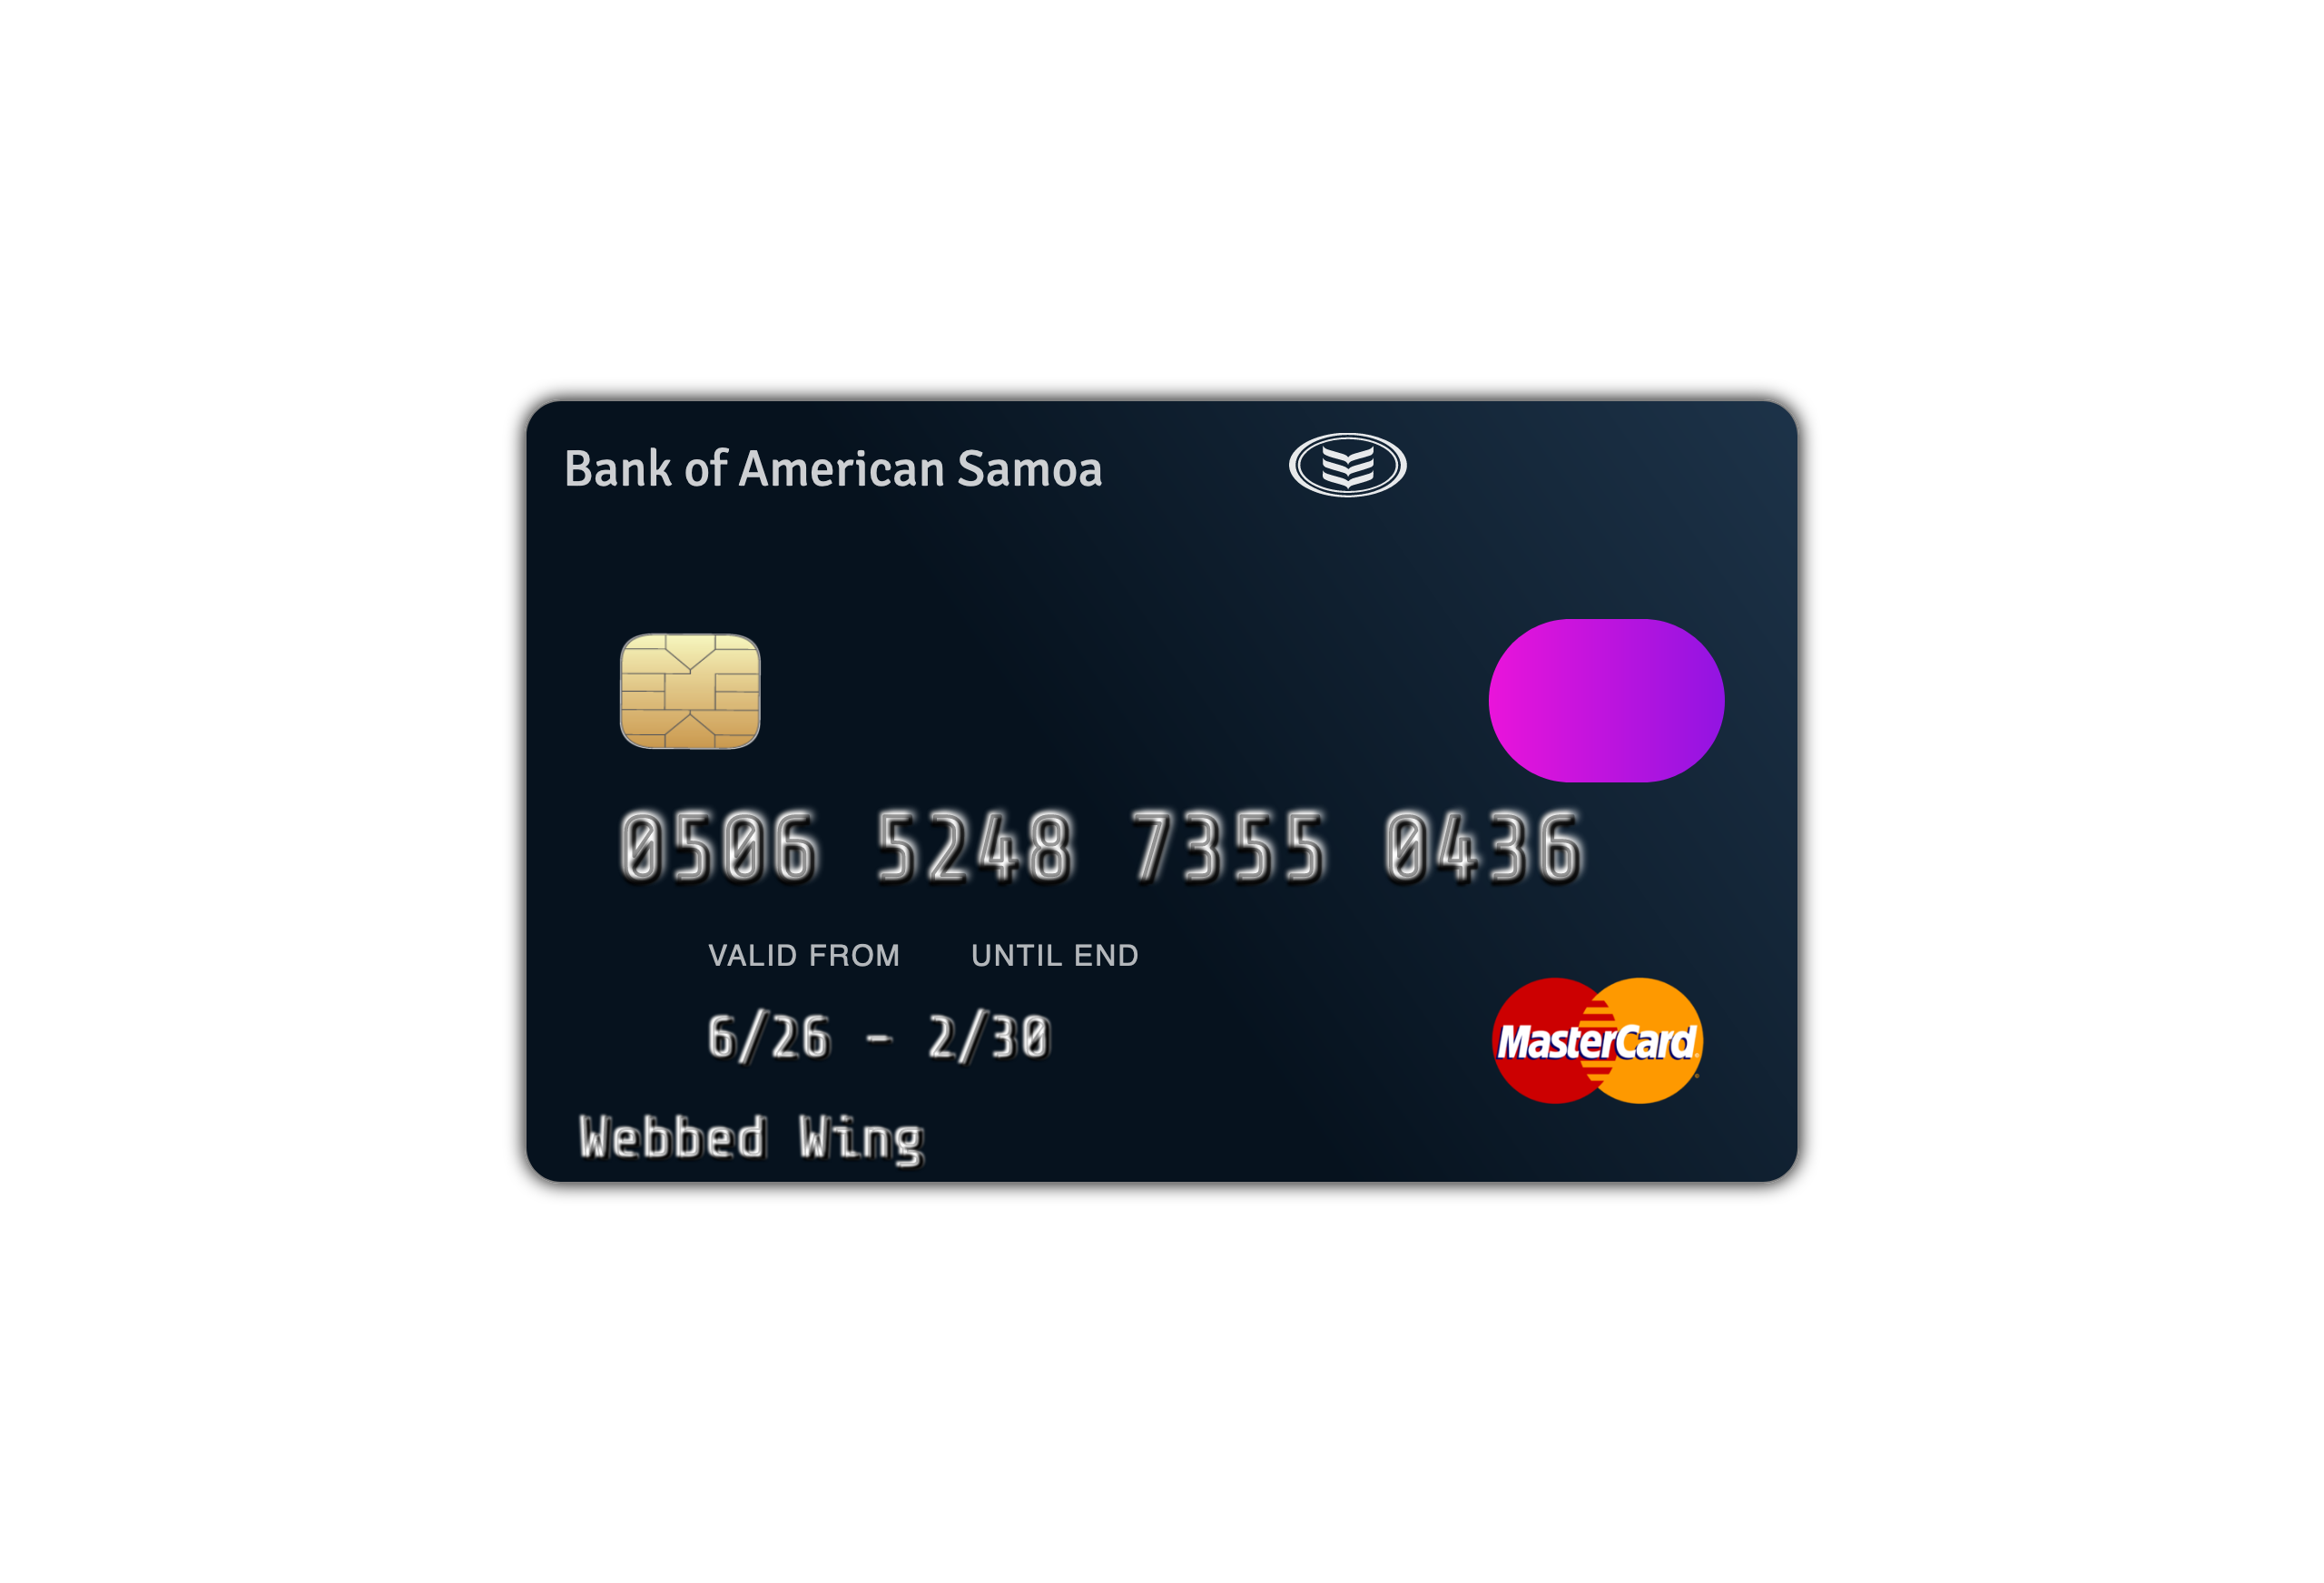 Bank of American Samoa
0506 5248 7355 0436
VALID FROM UNTIL END
6/26 - 2/30
MasterCard
Webbed Wing